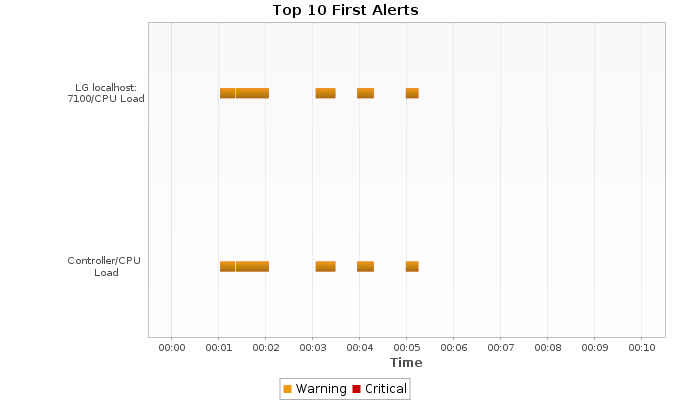 Top 10 First Alerts
LG localhost:
7100/CPU Load
Controller/CPU
Load
00:00 00:01 00:02 00:03 00:04 00:05 00:06 00:07 00:08 00:09 00:10
Time
Warning Critical